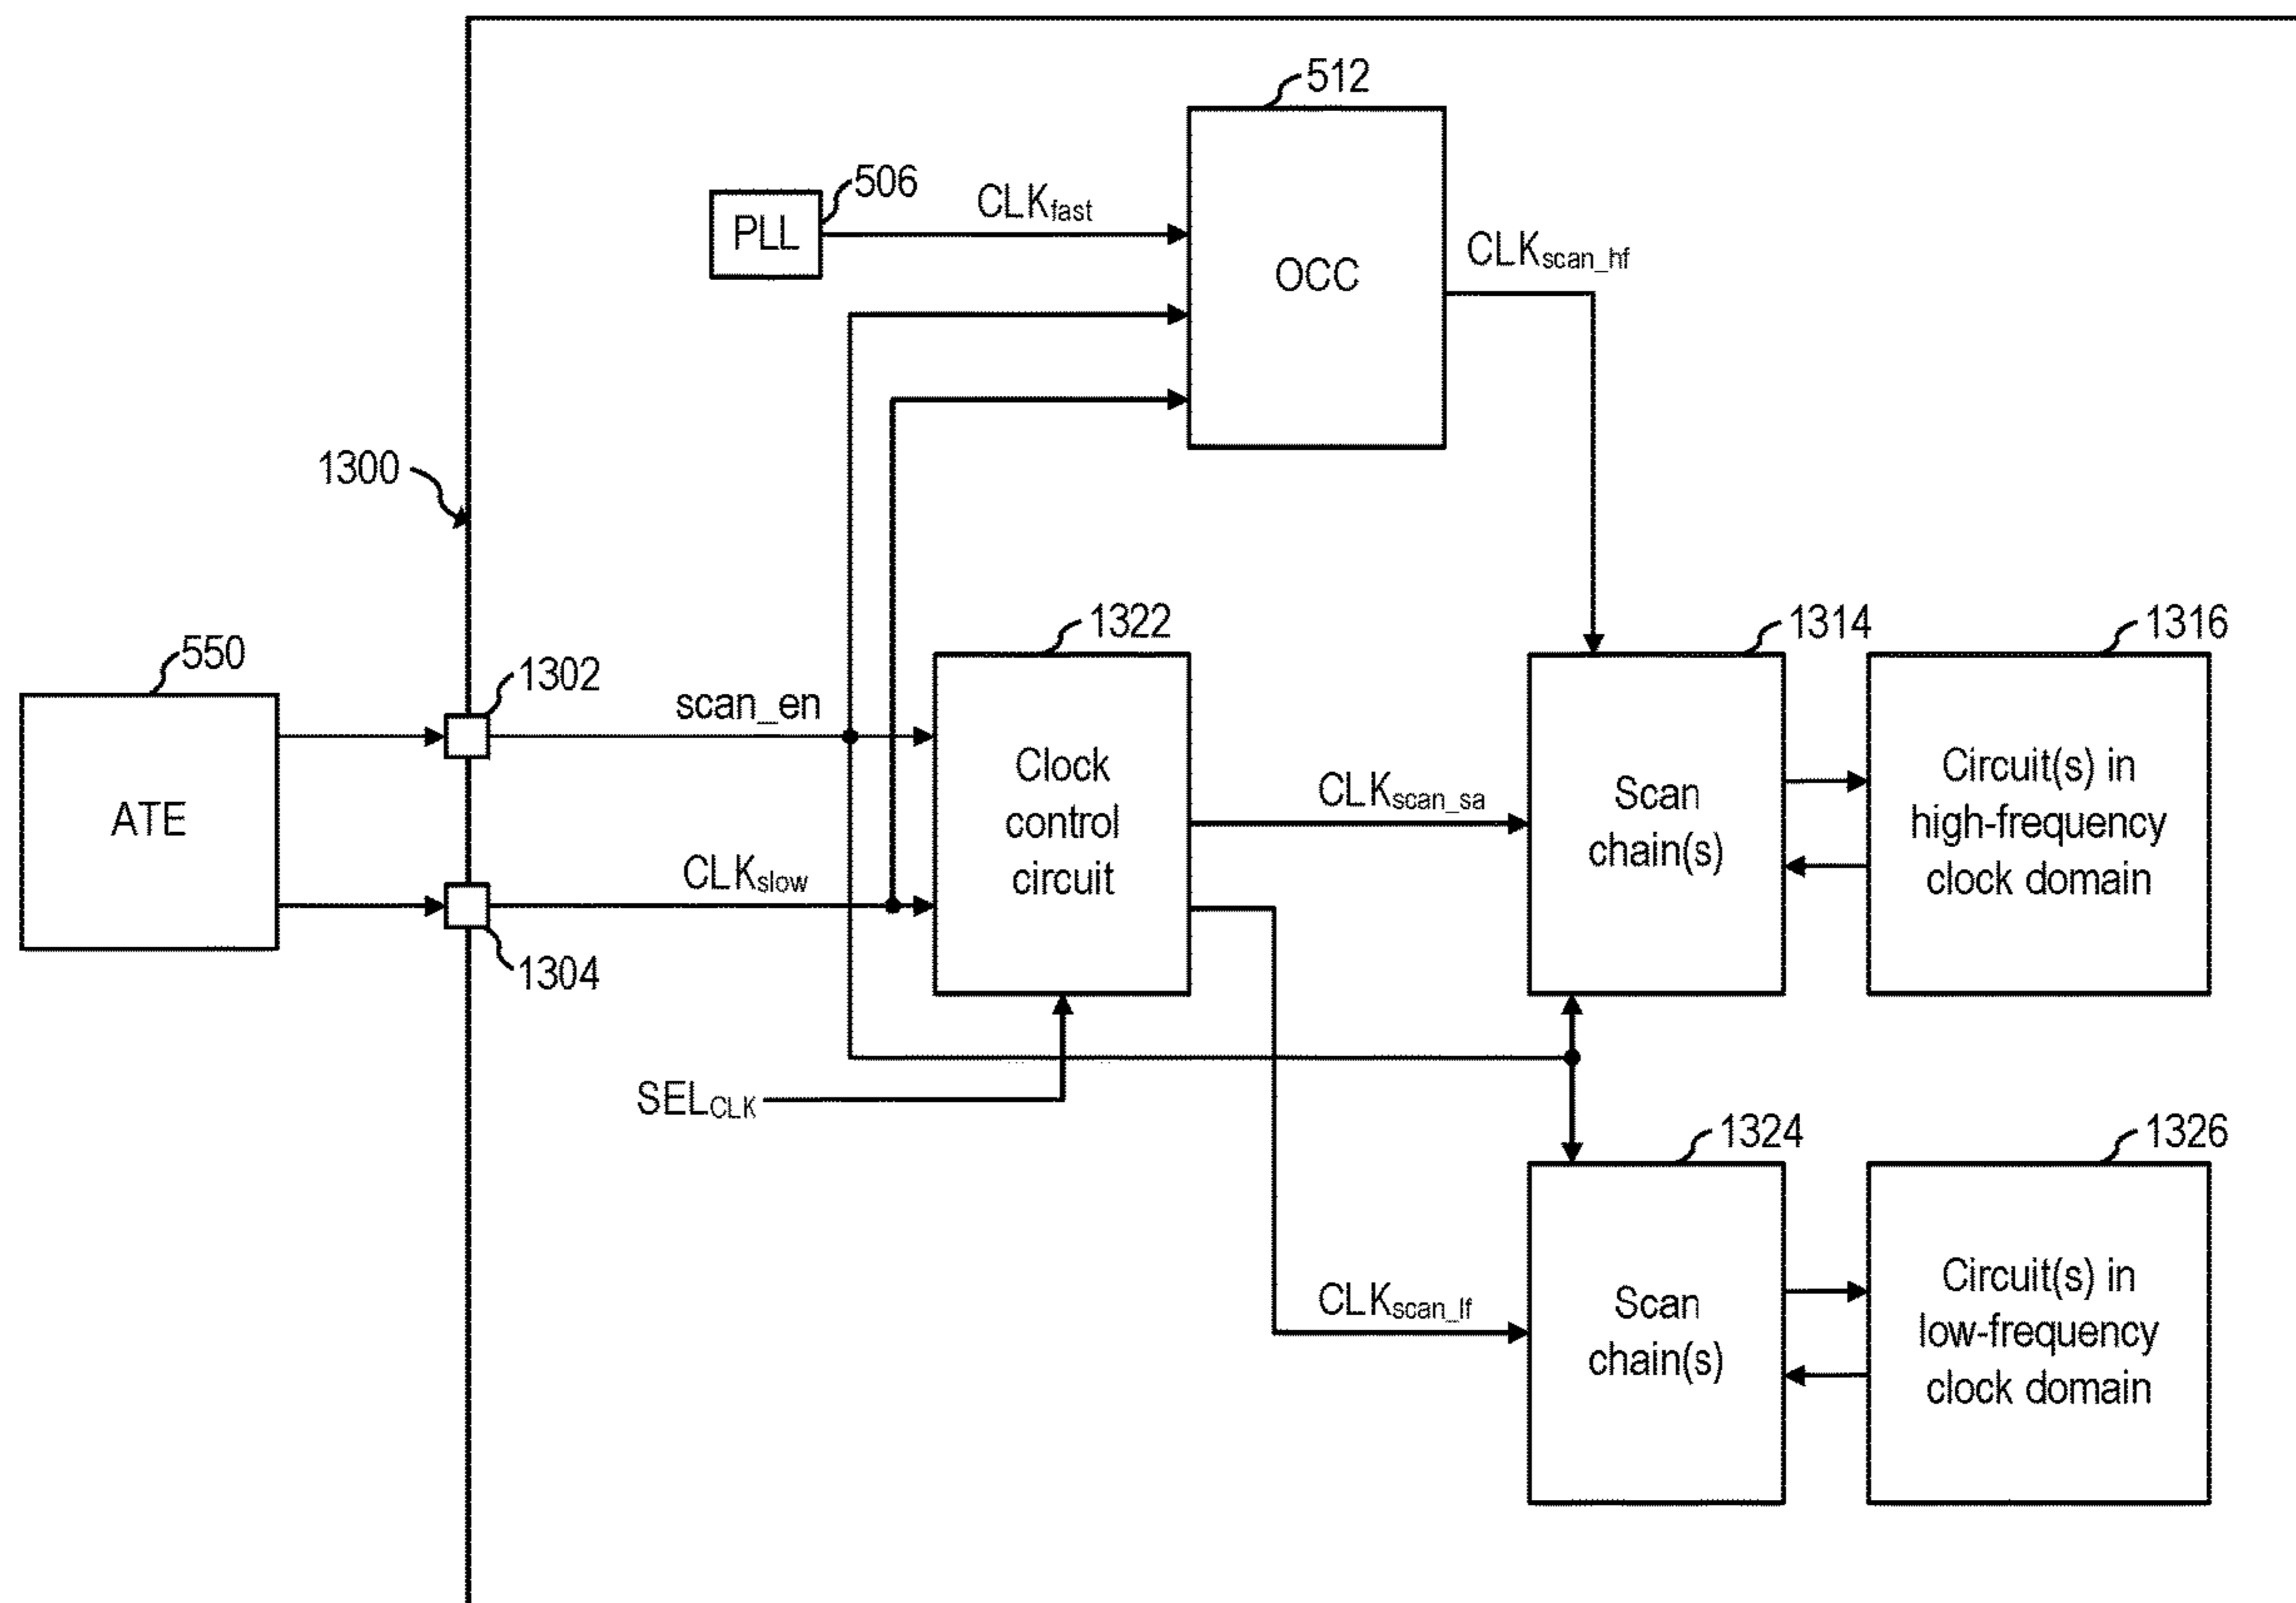 512
506
CLKfast
PLL
CLKscan_hf
OCC
1300
1322
1314
1316
550
1302
scan_en
Clock
control
circuit
CLKscan_sa
Scan
chain(s)
Circuit(s) in
high-frequency
clock domain
ATE
CLKslow
1304
SELCLK
1324
1326
CLKscan_lf
Scan
chain(s)
Circuit(s) in
low-frequency
clock domain